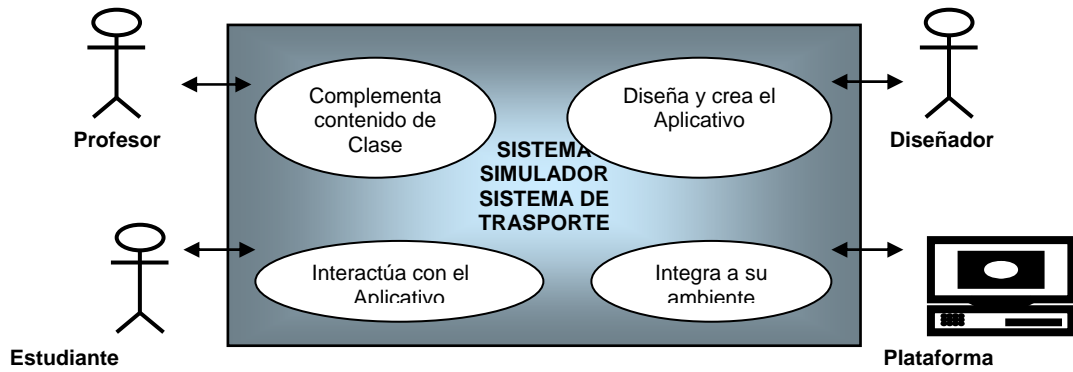 Complementa
contenido de
Clase
Diseña y crea el
Aplicativo
Profesor
Diseñador
SISTEMA
SIMULADOR
SISTEMA DE
TRASPORTE
Interactúa con el
Aplicativo
Integra a su
ambiente
Estudiante
Plataforma